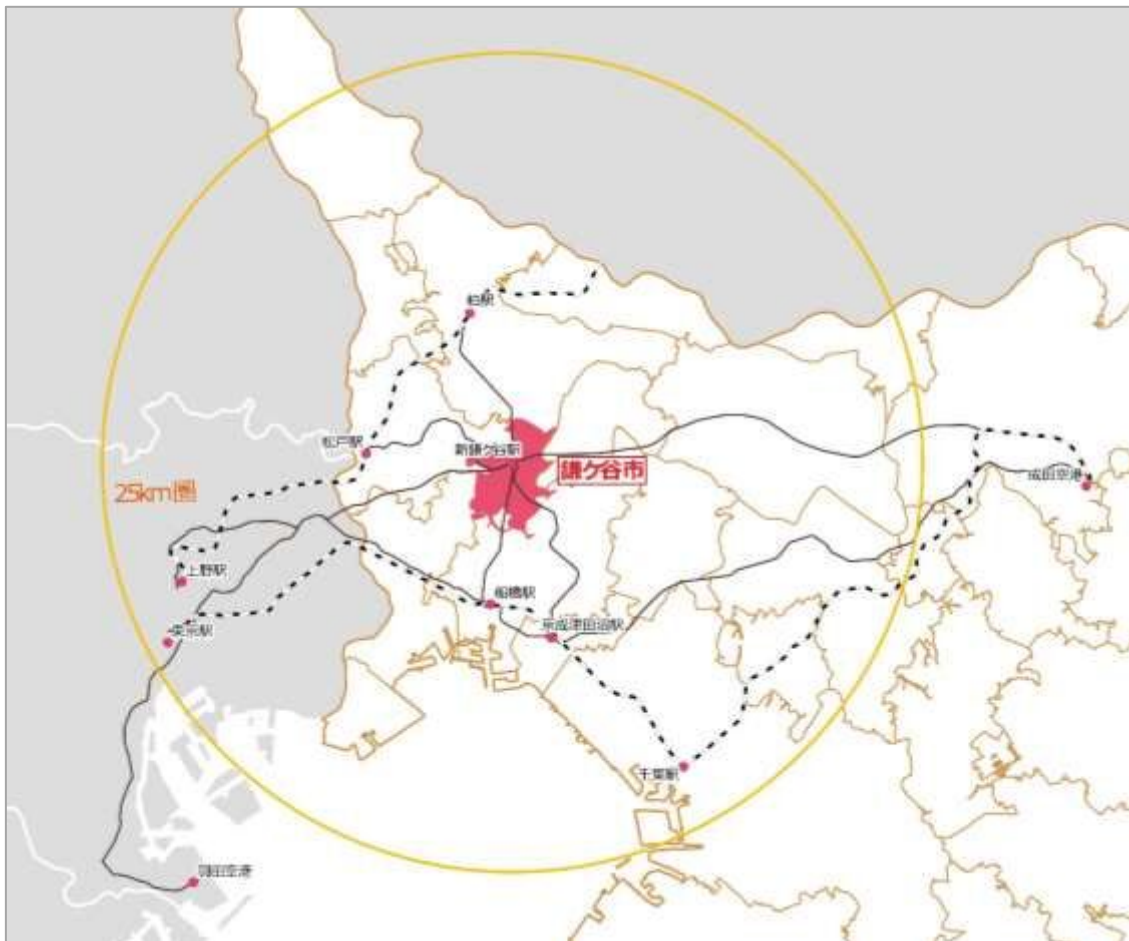 柏駅
松戸駅
新鎌ケ谷駅
鎌ケ谷市
成田空港
25km圏
上野駅
船橋駅
京成津田沼駅
東京駅
千葉駅
羽田空港